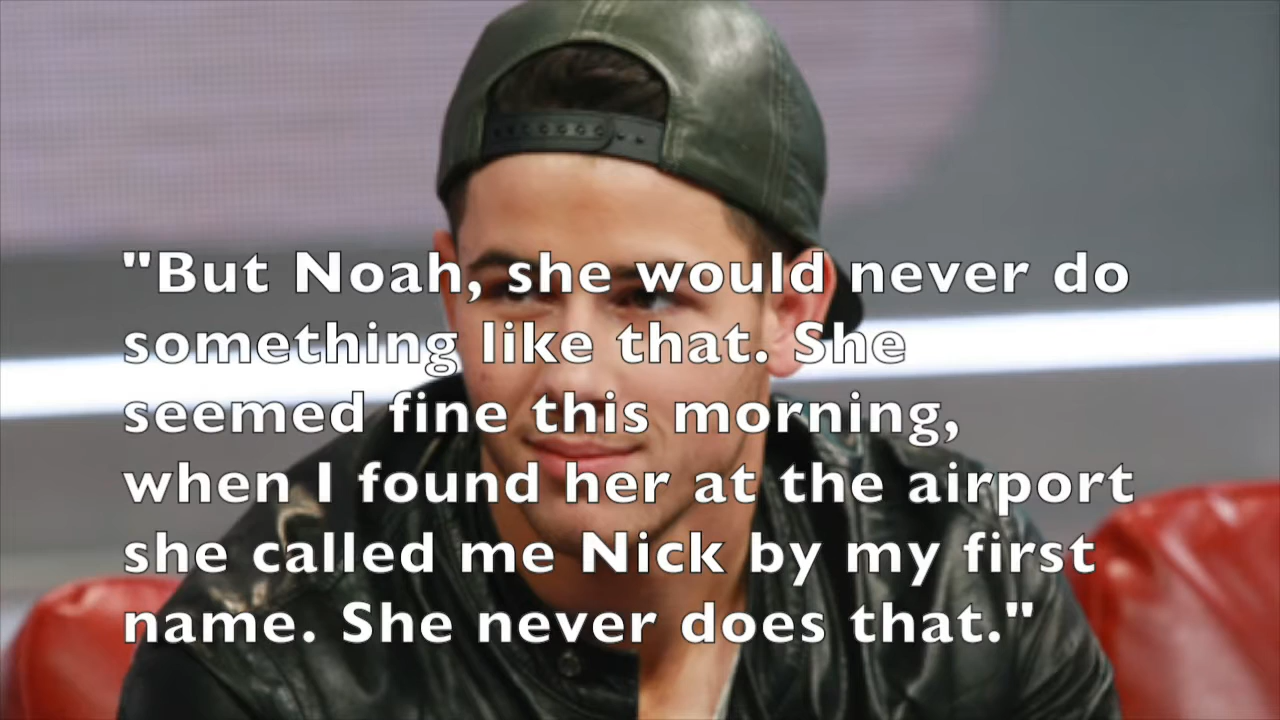 "But Noah, she would never do
something like that. She
seemed fine this morning,
when I found her at the airport
she called me Nick by my first
name. She never does that."